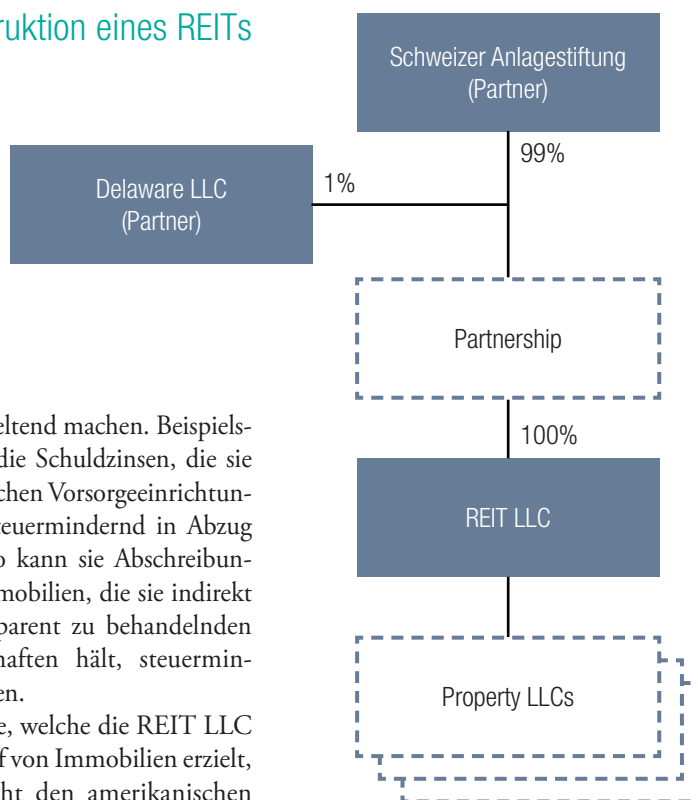 ruktion eines REITs
Schweizer Anlagestiftung
(Partner)
99%
Delaware LLC
(Partner)
1%
Partnership
100%
REIT LLC
Property LLCs
eltend machen. Beispiels-
die Schuldzinsen, die sie
chen Vorsorgeeinrichtun-
teuermindernd in Abzug
o kann sie Abschreibun-
mobilien, die sie indirekt
parent zu behandelnden
haften hält, steuermin-
en.
e, welche die REIT LLC
f von Immobilien erzielt,
ht den amerikanischen